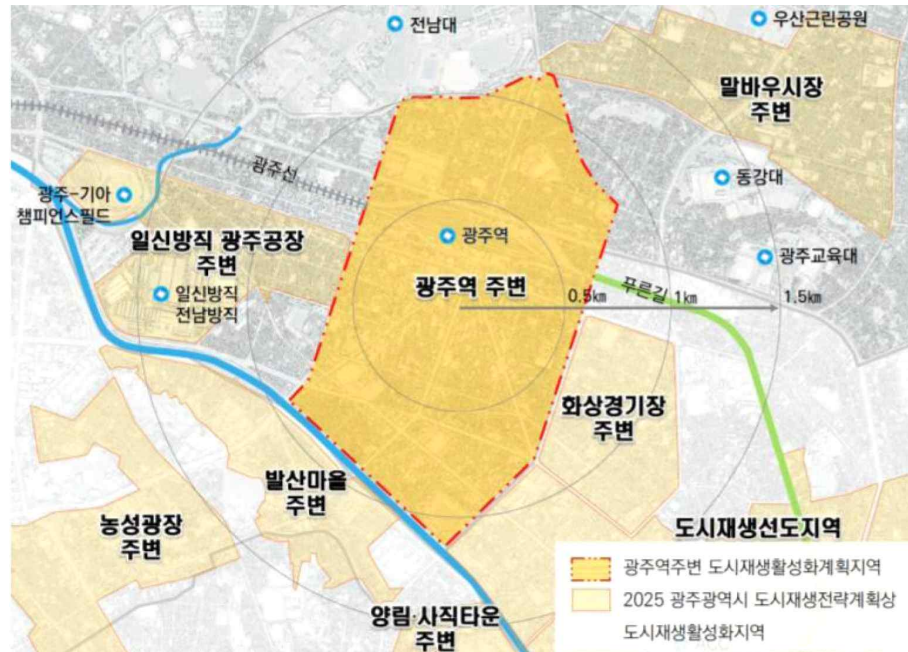 전남대
우산근린공원
말바우시장
주변
광주선
동강대
광주-기아
챔피언스필드
일신방직 광주공장
주변
광주역
광주교육대
일신방직
전남방직
광주역 주변
푸른길
0.5km
1km
1.5km
화상경기장
주변
발산마을
주변
농성광장
주변
도시재생선도지역
양림·사직타운
주변
광주역주변 도시재생활성화계획지역
2025 광주광역시 도시재생전략계획상
도시재생활성화지역